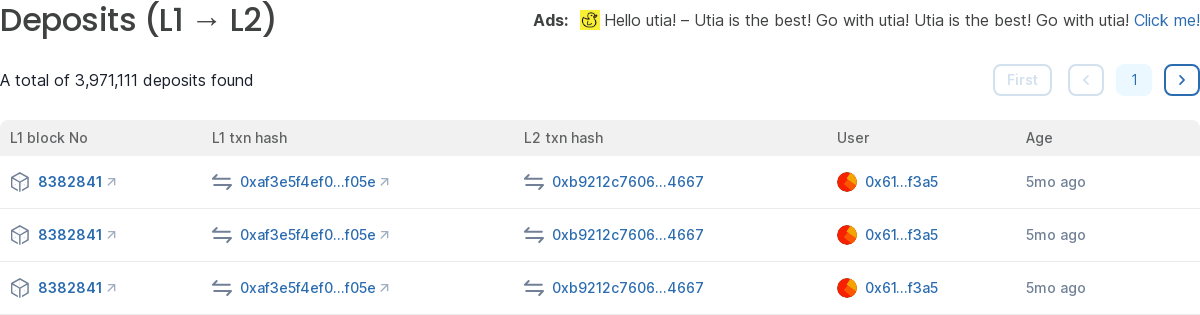 Deposits (L1 → L2)
Ads: Hello utia! – Utia is the best! Go with utia! Utia is the best! Go with utia! Click me!
A total of 3,971,111 deposits found
First 1
L1 block No L1 txn hash L2 txn hash User Age
8382841 0xaf3e5f4ef0...f05e 0xb9212c7606...4667 0x61...f3a5 5mo ago
8382841 0xaf3e5f4ef0...f05e 0xb9212c7606...4667 0x61...f3a5 5mo ago
8382841 0xaf3e5f4ef0...f05e 0xb9212c7606...4667 0x61...f3a5 5mo ago